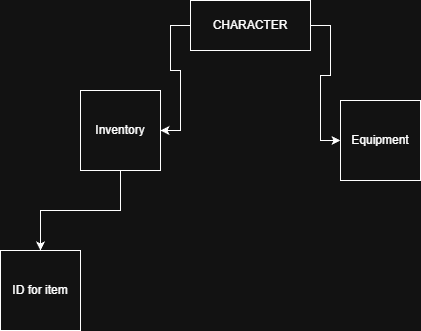 CHARACTER
Inventory
Equipment
ID for item